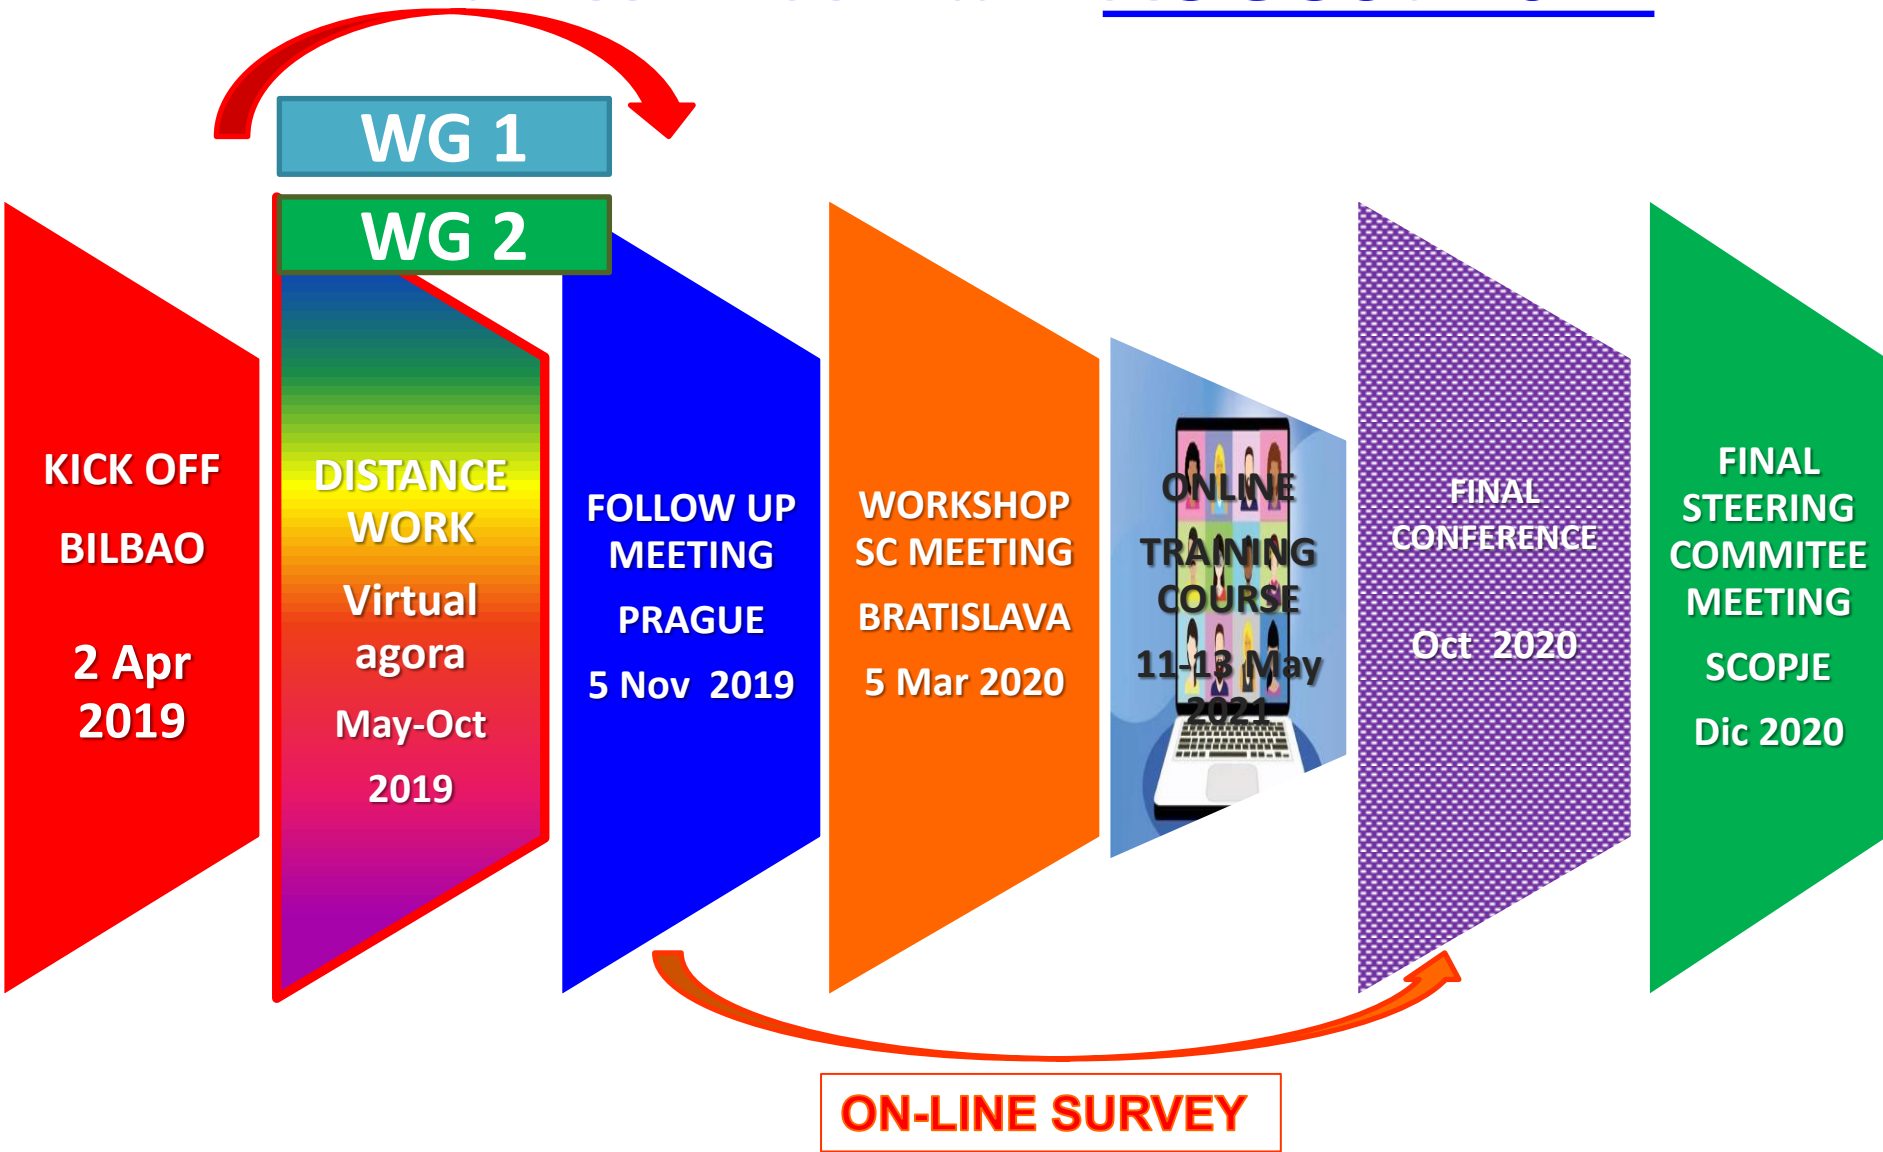 WG 1
WG 2
KICK OFF
BILBAO
2 Apr
2019
DISTANCE
WORK
Virtual
agora
May-Oct
2019
FOLLOW UP
MEETING
PRAGUE
5 Nov 2019
WORKSHOP
SC MEETING
BRATISLAVA
5 Mar 2020
ONLINE
TRAINING
COURSE
11-13 May
2021
FINAL
CONFERENCE
Oct 2020
FINAL
STEERING
COMMITEE
MEETING
SCOPJE
Dic 2020
ON-LINE SURVEY